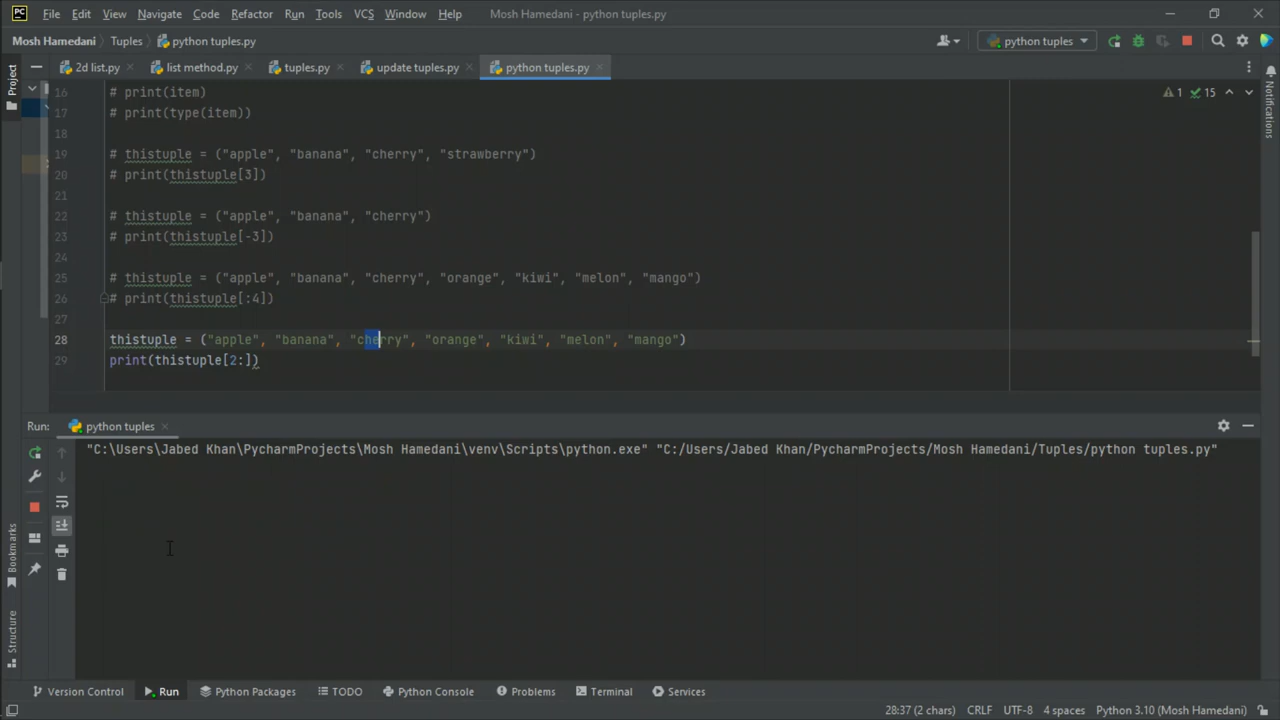 PC File Edit View Navigate Code Refactor Run Tools VCS Window Help Mosh Hamedani - python tuples.py
Mosh Hamedani Tuples python tuples.py python tuples
2d list.py list method.py tuples.py update tuples.py python tuples.py
Project
Notifications
1 15
16 # print(item)
17 # print(type(item))
18
19 # thistuple = ("apple", "banana", "cherry", "strawberry")
20 # print(thistuple[3])
21
22 # thistuple = ("apple", "banana", "cherry")
23 # print(thistuple[-3])
24
25 # thistuple = ("apple", "banana", "cherry", "orange", "kiwi", "melon", "mango")
26 # print(thistuple[:4])
27
28 thistuple = ("apple", "banana", "cherry", "orange", "kiwi", "melon", "mango")
29 print(thistuple[2:])
Run: python tuples
"C:\Users\Jabed Khan\PycharmProjects\Mosh Hamedani\venv\Scripts\python.exe" "C:/Users/Jabed Khan/PycharmProjects/Mosh Hamedani/Tuples/python tuples.py"
Bookmarks
Structure
Version Control Run Python Packages TODO Python Console Problems Terminal Services
28:37 (2 chars) CRLF UTF-8 4 spaces Python 3.10 (Mosh Hamedani)